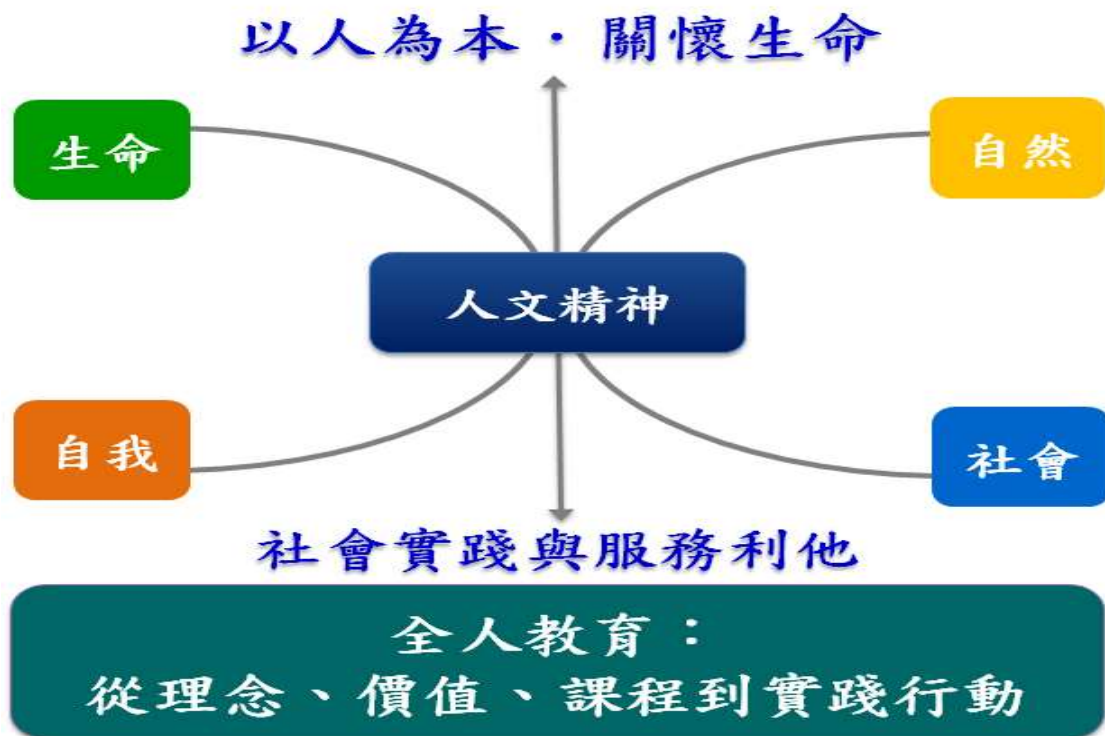 以人為本．關懷生命
生命
自然
人文精神
自我
社會
社會實踐與服務利他
全人教育：
從理念、價值、課程到實踐行動